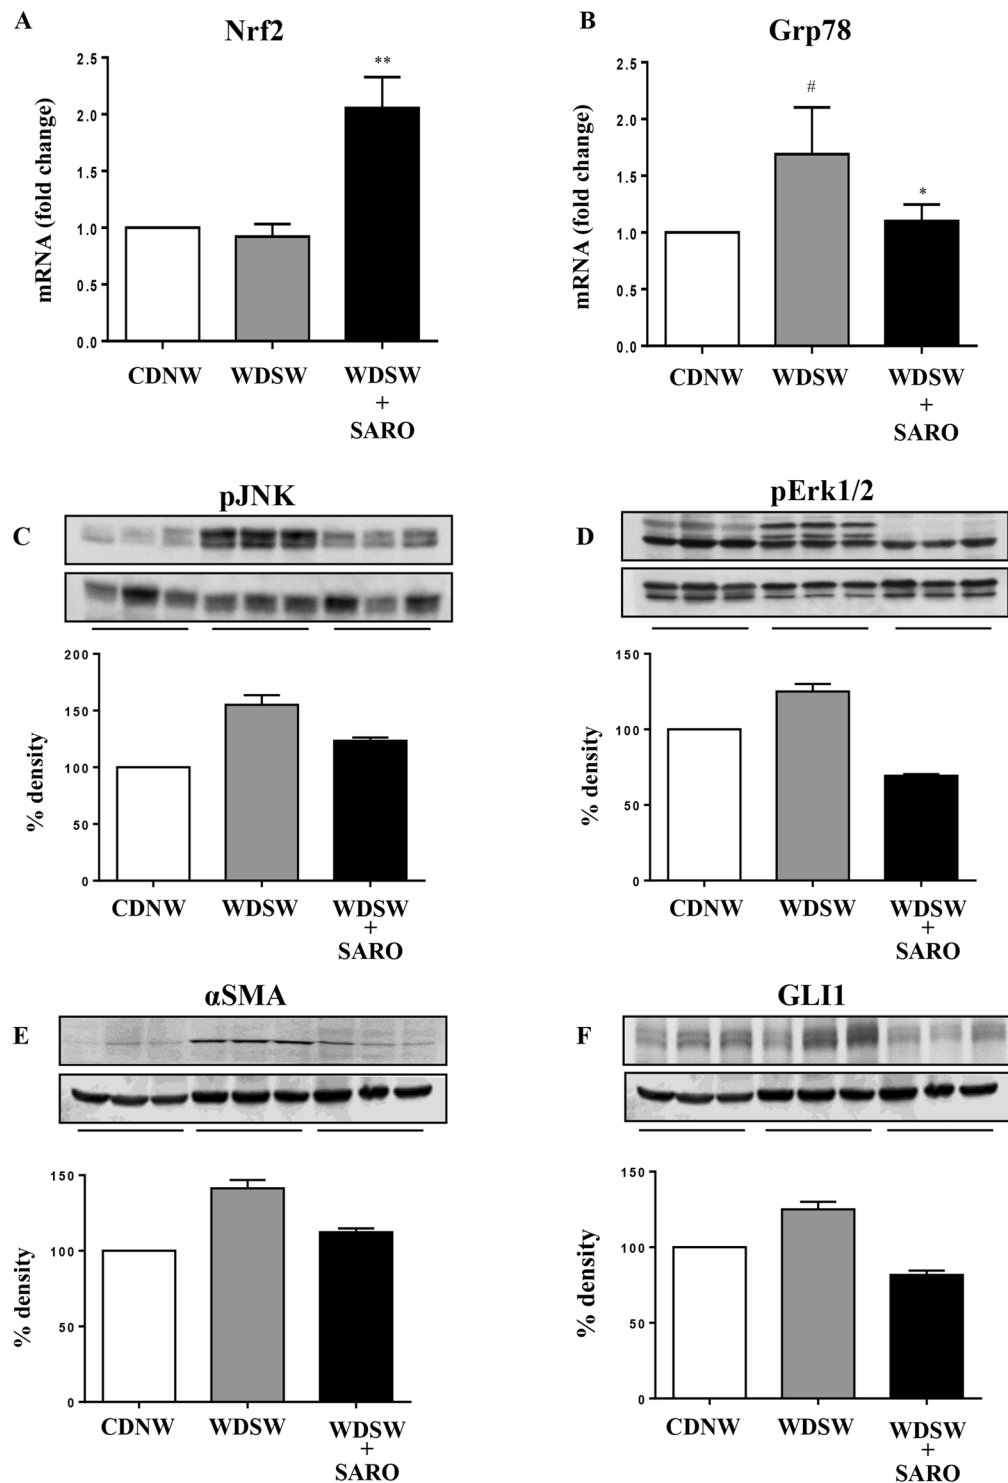 A
Nrf2
mRNA (fold change)
2.5
2.0
1.5
1.0
0.5
0.0
**
CDNW
WDSW
WDSW
+
SARO
B
Grp78
mRNA (fold change)
2.5
2.0
1.5
1.0
0.5
0.0
#
*
CDNW
WDSW
WDSW
+
SARO
C
pJNK
% density
200
150
100
50
0
CDNW
WDSW
WDSW
+
SARO
D
pErk1/2
% density
150
100
50
0
CDNW
WDSW
WDSW
+
SARO
E
αSMA
% density
150
100
50
0
CDNW
WDSW
WDSW
+
SARO
F
GLI1
% density
150
100
50
0
CDNW
WDSW
WDSW
+
SARO